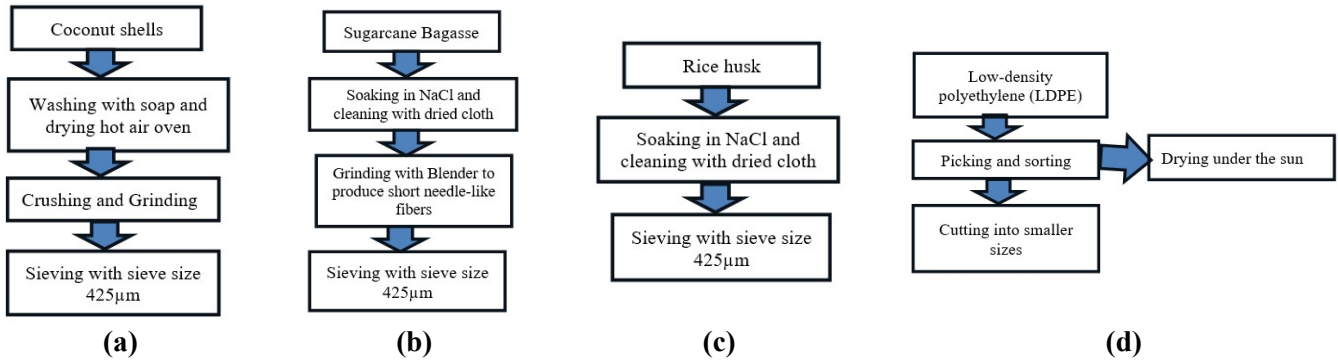 Coconut shells
Washing with soap and
drying hot air oven
Crushing and Grinding
Sieving with sieve size
425µm
(a)
Sugarcane Bagasse
Soaking in NaCl and
cleaning with dried cloth
Grinding with Blender to
produce short needle-like
fibers
Sieving with sieve size
425µm
(b)
Rice husk
Soaking in NaCl and
cleaning with dried cloth
Sieving with sieve size
425µm
(c)
Low-density
polyethylene (LDPE)
Picking and sorting
Drying under the sun
Cutting into smaller
sizes
(d)